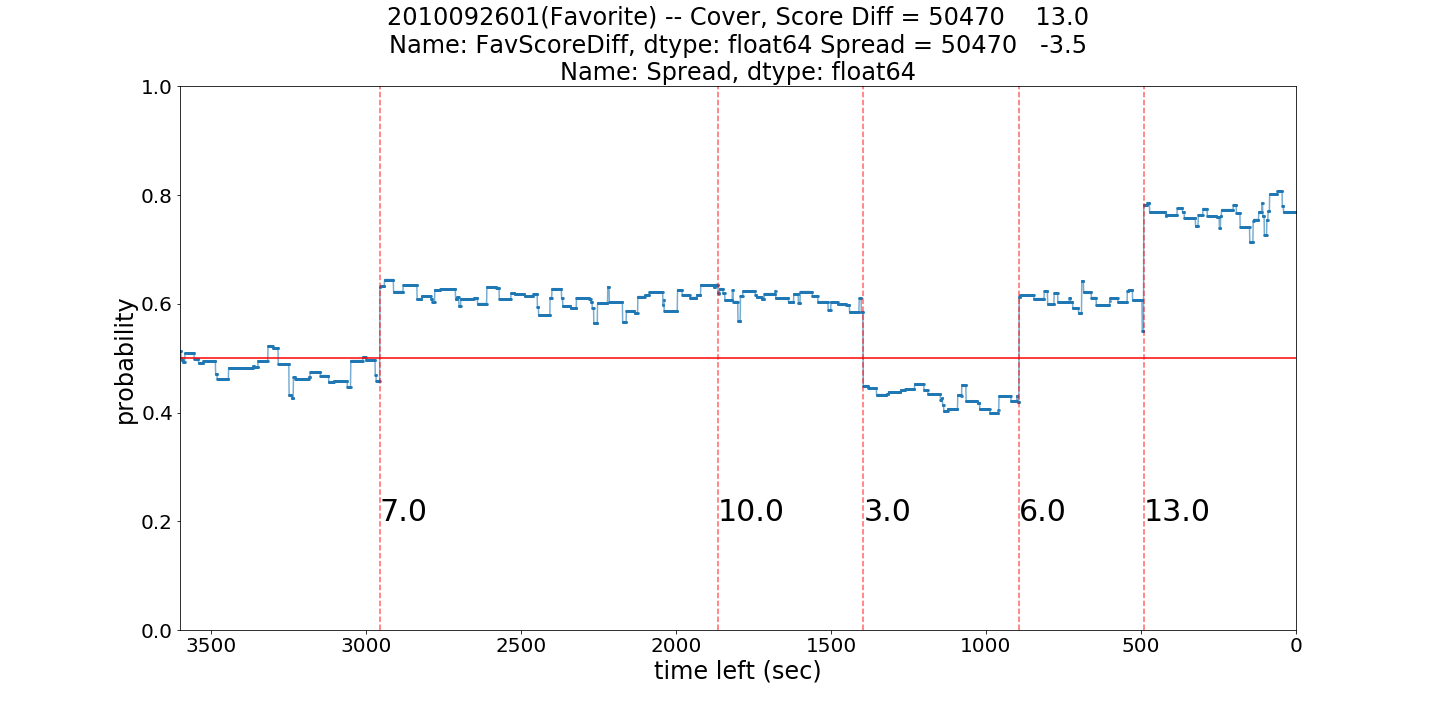 2010092601(Favorite) -- Cover, Score Diff = 50470    13.0
Name: FavScoreDiff, dtype: float64 Spread = 50470   -3.5
Name: Spread, dtype: float64
1.0
0.8
0.6
0.4
0.2
0.0
probability
7.0
10.0
3.0
6.0
13.0
3500 3000 2500 2000 1500 1000 500 0
time left (sec)